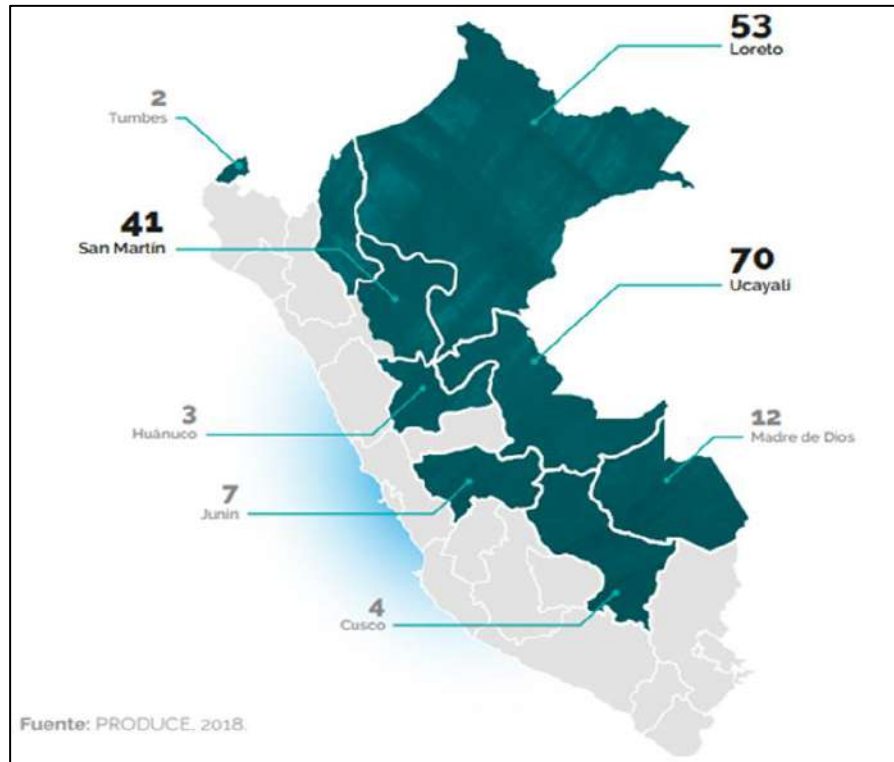 53
Loreto
2
Tumbes
41
San Martín
70
Ucayali
3
Huánuco
12
Madre de Dios
7
Junin
4
Cusco
Fuente: PRODUCE, 2018.